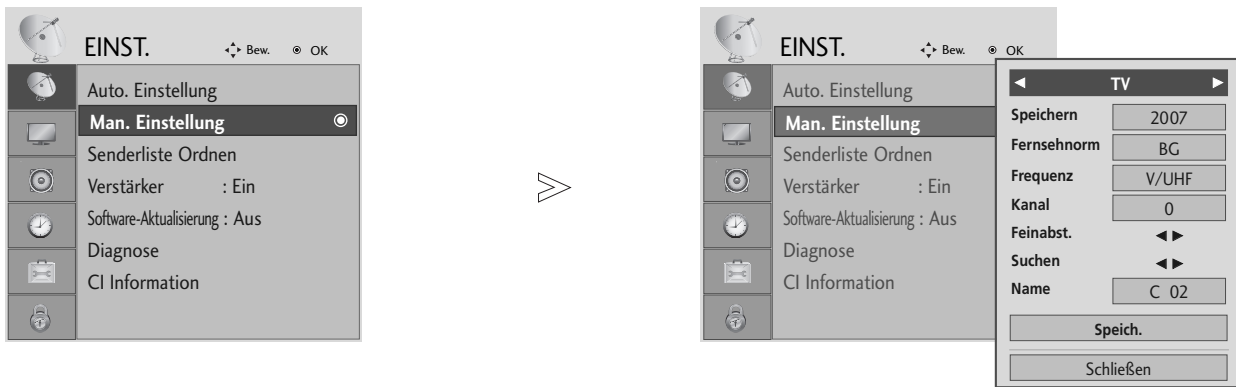 EINST. Bew. OK
Auto. Einstellung
Man. Einstellung
Senderliste Ordnen
Verstärker : Ein
Software-Aktualisierung : Aus
Diagnose
CI Information
EINST. Bew. OK
Auto. Einstellung
Man. Einstellung
Senderliste Ordnen
Verstärker : Ein
Software-Aktualisierung : Aus
Diagnose
CI Information
TV
Speichern 2007
Fernsehnorm BG
Frequenz V/UHF
Kanal 0
Feinabst.
Suchen
Name C 02
Speich.
Schließen